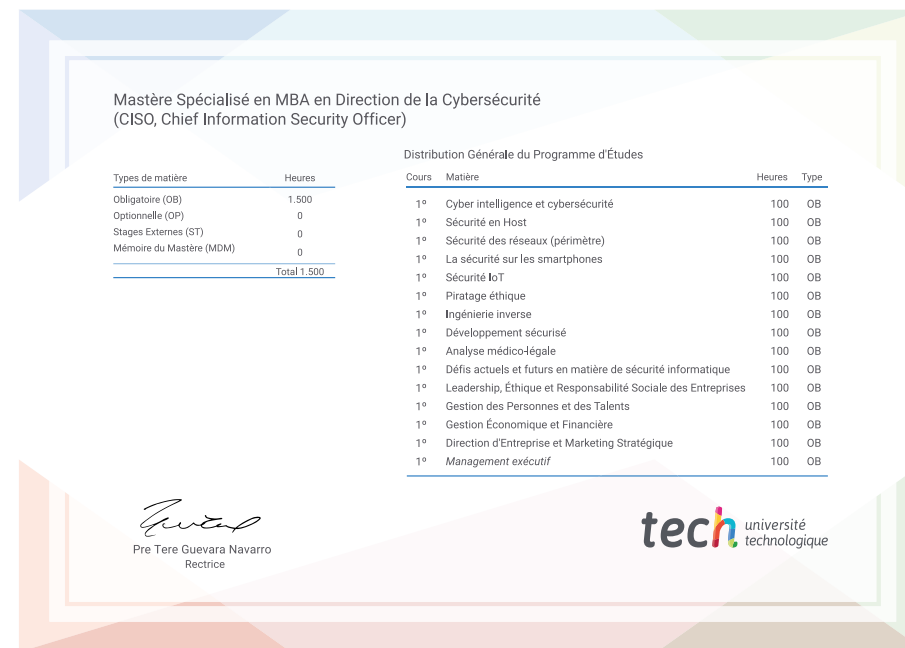 Mastère Spécialisé en MBA en Direction de la Cybersécurité
(CISO, Chief Information Security Officer)
Types de matière Heures
Obligatoire (OB) 1.500
Optionnelle (OP) 0
Stages Externes (ST) 0
Mémoire du Mastère (MDM) 0
Total 1.500
Distribution Générale du Programme d'Études
Cours Matière Heures Type
1º Cyber intelligence et cybersécurité 100 OB
1º Sécurité en Host 100 OB
1º Sécurité des réseaux (périmètre) 100 OB
1º La sécurité sur les smartphones 100 OB
1º Sécurité IoT 100 OB
1º Piratage éthique 100 OB
1º Ingénierie inverse 100 OB
1º Développement sécurisé 100 OB
1º Analyse médico-légale 100 OB
1º Défis actuels et futurs en matière de sécurité informatique 100 OB
1º Leadership, Éthique et Responsabilité Sociale des Entreprises 100 OB
1º Gestion des Personnes et des Talents 100 OB
1º Gestion Économique et Financière 100 OB
1º Direction d'Entreprise et Marketing Stratégique 100 OB
1º Management exécutif 100 OB
Pre Tere Guevara Navarro
Rectrice
tech université
technologique